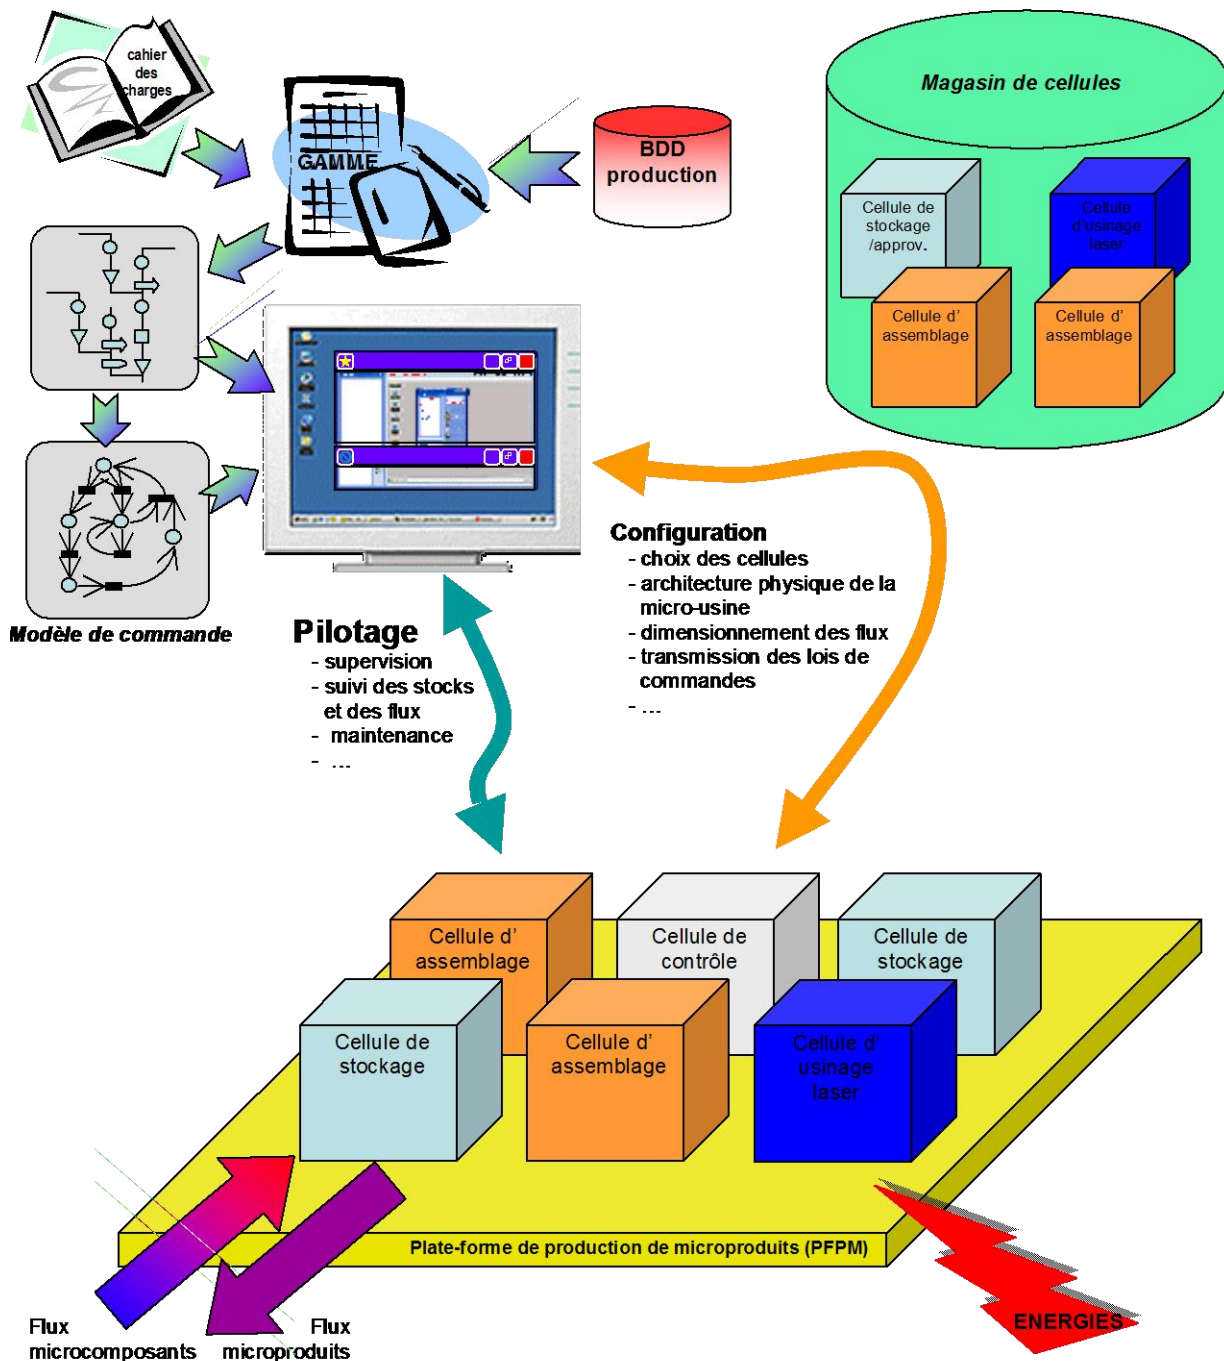 cahier
des
charges
GAMME
BDD
production
Magasin de cellules
Cellule de
stockage
/approv.
Cellule
d'usinage
laser
Cellule d'
assemblage
Cellule d'
assemblage
Modèle de commande
Pilotage
- supervision
- suivi des stocks
et des flux
- maintenance
- ...
Configuration
- choix des cellules
- architecture physique de la
micro-usine
- dimensionnement des flux
- transmission des lois de
commandes
- ...
Cellule d'
assemblage
Cellule de
contrôle
Cellule de
stockage
Cellule de
stockage
Cellule d'
assemblage
Cellule d'
usinage
laser
Plate-forme de production de microproduits (PFPM)
Flux
microcomposants
Flux
microproduits
ENERGIES